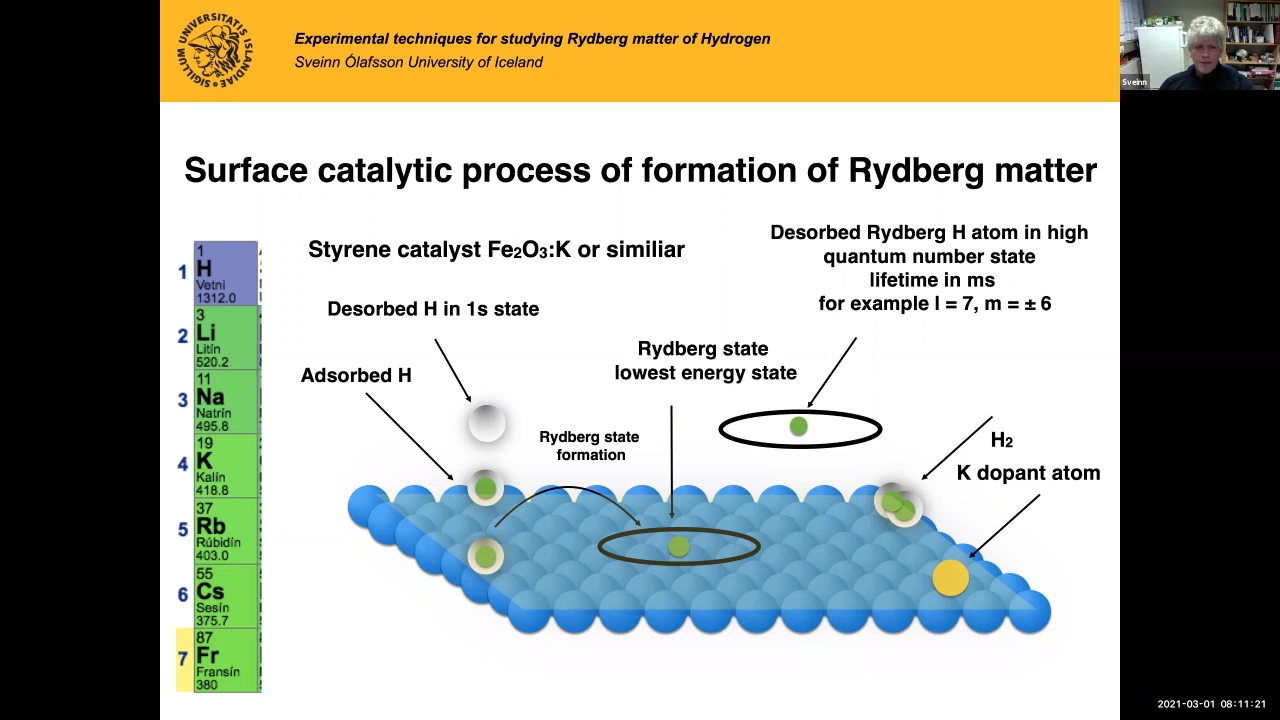 SIGILLUM UNIVERSITATIS ISLANDIAE
Experimental techniques for studying Rydberg matter of Hydrogen
Sveinn Ólafsson University of Iceland
Sveinn
Surface catalytic process of formation of Rydberg matter
Styrene catalyst Fe₂O₃:K or similiar
Desorbed Rydberg H atom in high
quantum number state
lifetime in ms
for example l = 7, m = ± 6
Desorbed H in 1s state
Rydberg state
lowest energy state
Adsorbed H
Rydberg state
formation
H₂
K dopant atom
1
1
H
Vetni
1312.0
2
3
Li
Litín
520.2
3
11
Na
Natrín
495.8
4
19
K
Kalín
418.8
5
37
Rb
Rúbidín
403.0
6
55
Cs
Sesín
375.7
7
87
Fr
Fransín
380
2021-03-01 08:11:21